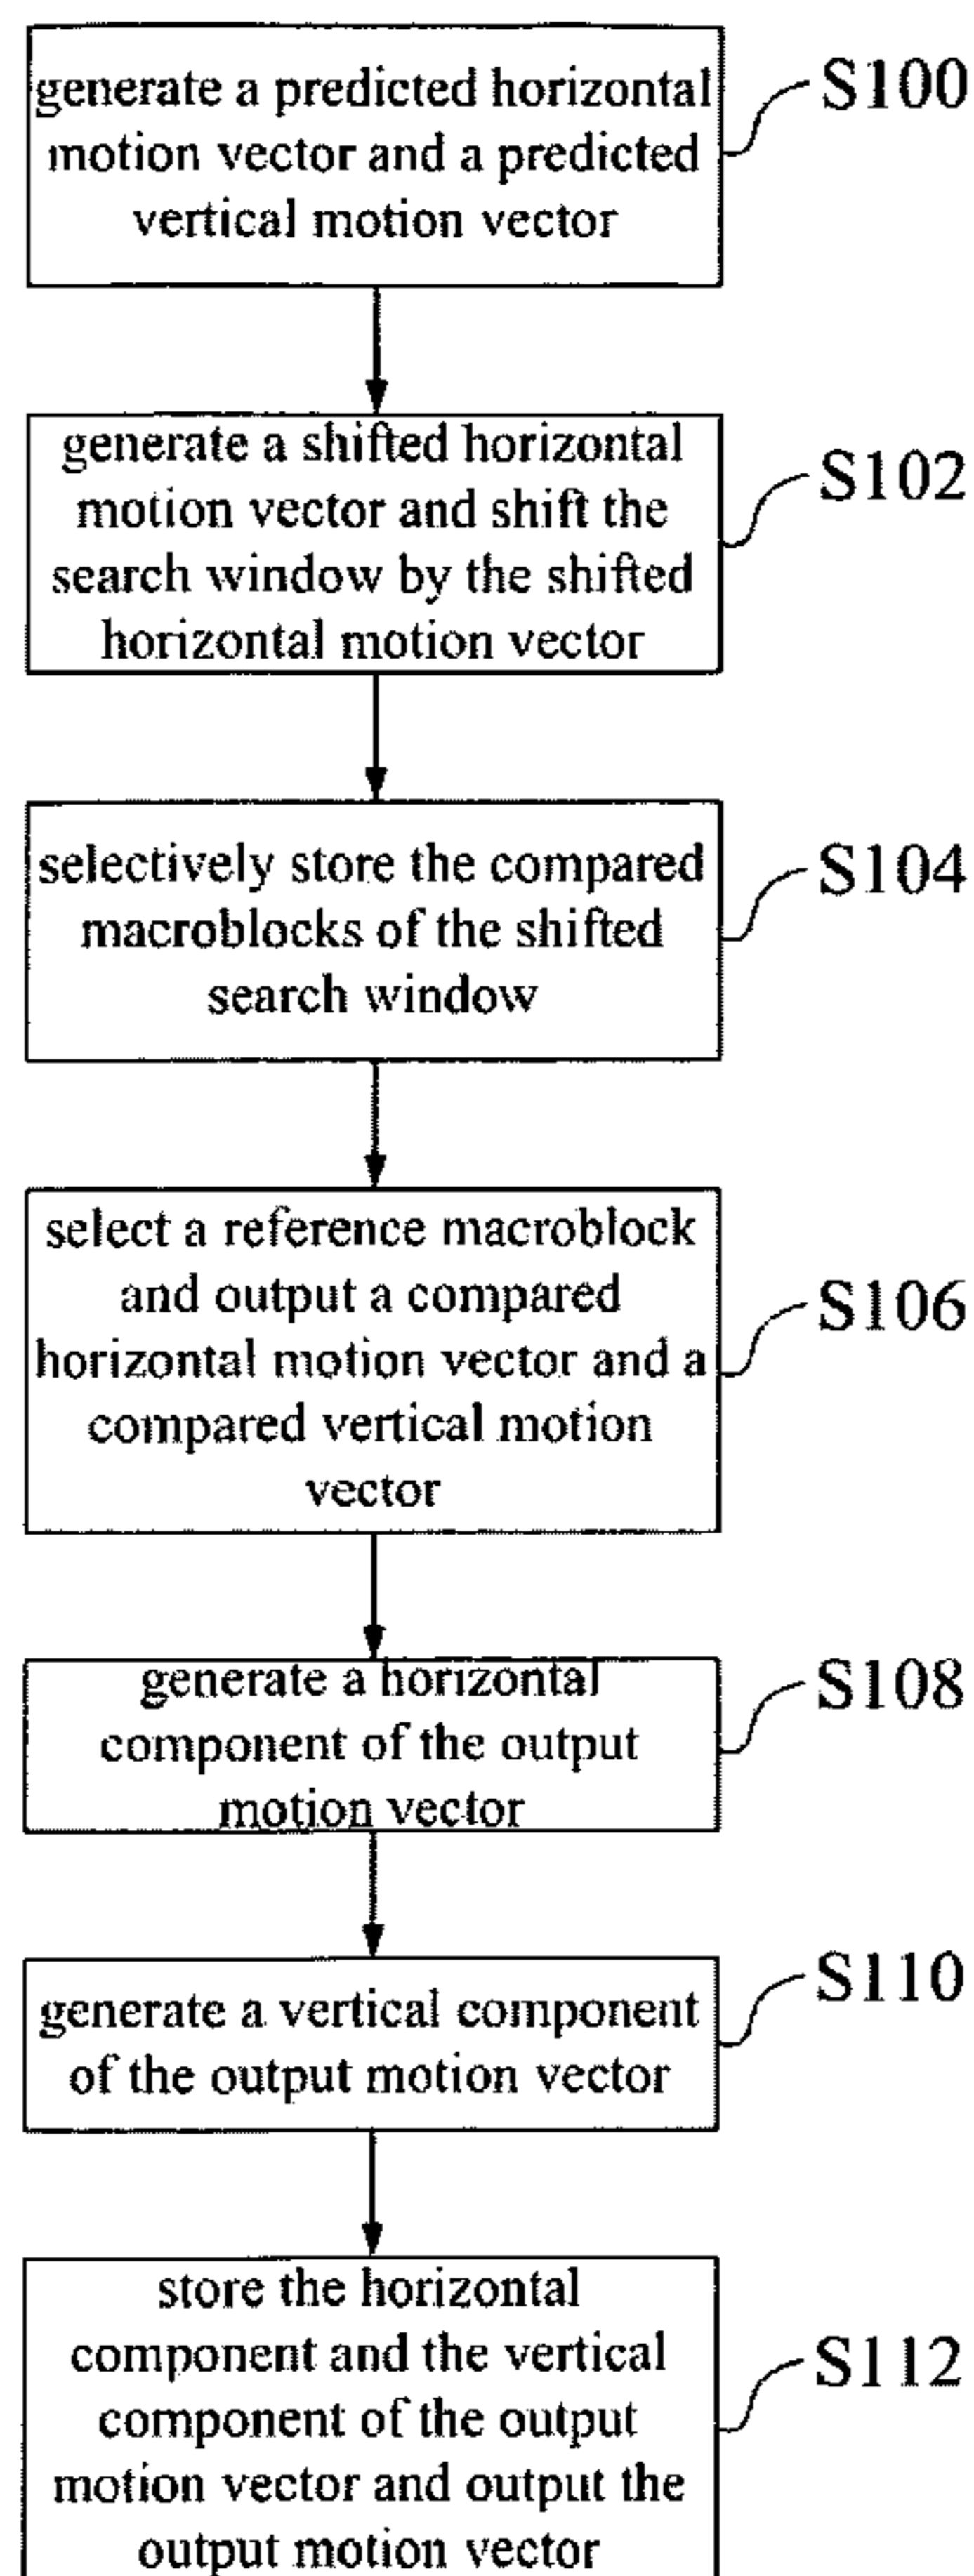 generate a predicted horizontal
motion vector and a predicted
vertical motion vector
S100
generate a shifted horizontal
motion vector and shift the
search window by the shifted
horizontal motion vector
S102
selectively store the compared
macroblocks of the shifted
search window
S104
select a reference macroblock
and output a compared
horizontal motion vector and a
compared vertical motion
vector
S106
generate a horizontal
component of the output
motion vector
S108
generate a vertical component
of the output motion vector
S110
store the horizontal
component and the vertical
component of the output
motion vector and output the
output motion vector
S112